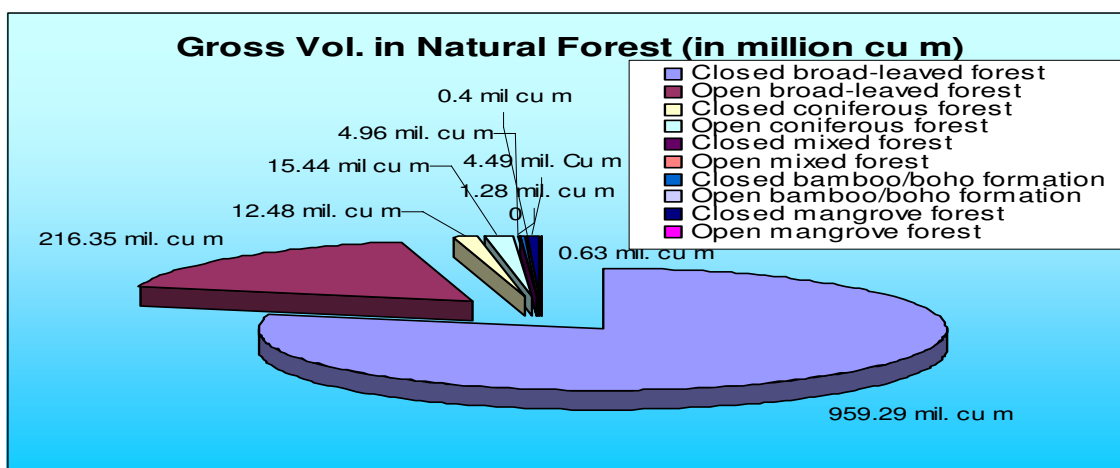 Gross Vol. in Natural Forest (in million cu m)
Closed broad-leaved forest
Open broad-leaved forest
Closed coniferous forest
Open coniferous forest
Closed mixed forest
Open mixed forest
Closed bamboo/boho formation
Open bamboo/boho formation
Closed mangrove forest
Open mangrove forest
0.4 mil cu m
4.96 mil. cu m
4.49 mil. Cu m
15.44 mil cu m
1.28 mil. cu m
12.48 mil. cu m
0
216.35 mil. cu m
0.63 mil. cu m
959.29 mil. cu m